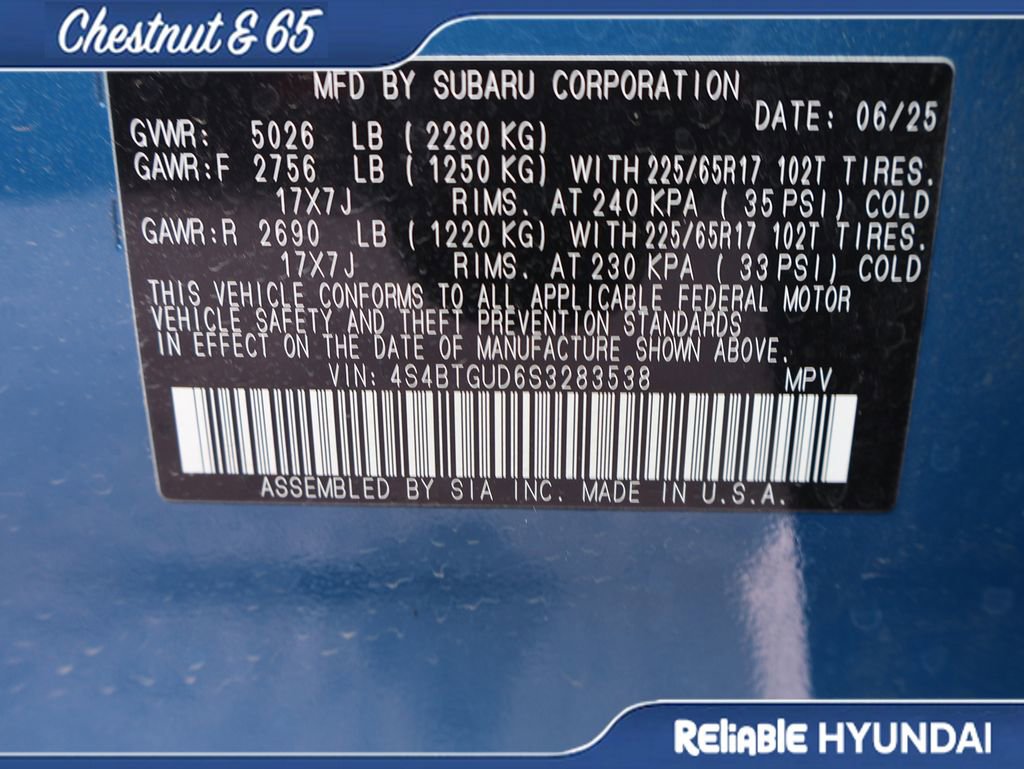 Chestnut & 65
MFD BY SUBARU CORPORATION
DATE: 06/25
GVWR: 5026 LB ( 2280 KG)
GAWR:F 2756 LB ( 1250 KG) WITH 225/65R17 102T TIRES.
17X7J RIMS. AT 240 KPA ( 35 PSI) COLD
GAWR:R 2690 LB ( 1220 KG) WITH 225/65R17 102T TIRES.
17X7J RIMS. AT 230 KPA ( 33 PSI) COLD
THIS VEHICLE CONFORMS TO ALL APPLICABLE FEDERAL MOTOR
VEHICLE SAFETY AND THEFT PREVENTION STANDARDS
IN EFFECT ON THE DATE OF MANUFACTURE SHOWN ABOVE.
VIN: 4S4BTGUD6S3283538 MPV
ASSEMBLED BY SIA INC. MADE IN U.S.A.
Reliable HYUNDAI